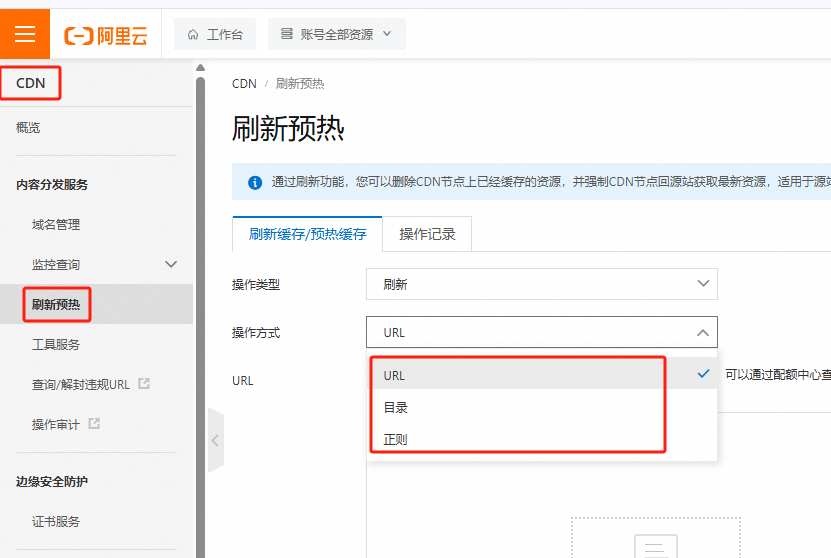 阿里云
工作台
账号全部资源
CDN
概览
内容分发服务
域名管理
监控查询
刷新预热
工具服务
查询/解封违规URL
操作审计
边缘安全防护
证书服务
CDN / 刷新预热
刷新预热
通过刷新功能，您可以删除CDN节点上已经缓存的资源，并强制CDN节点回源站获取最新资源，适用于源站
刷新缓存/预热缓存
操作记录
操作类型
刷新
操作方式
URL
URL
URL
目录
正则
可以通过配额中心查